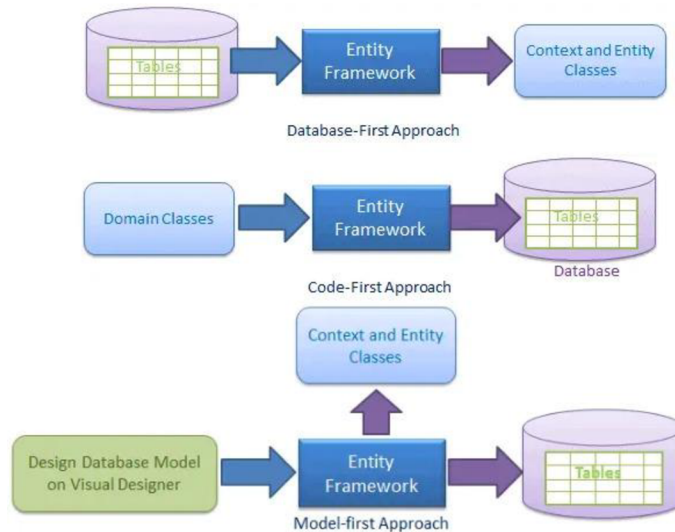 Tables
Entity
Framework
Context and Entity
Classes
Database-First Approach
Domain Classes
Entity
Framework
Tables
Database
Code-First Approach
Context and Entity
Classes
Design Database Model
on Visual Designer
Entity
Framework
Tables
Model-first Approach